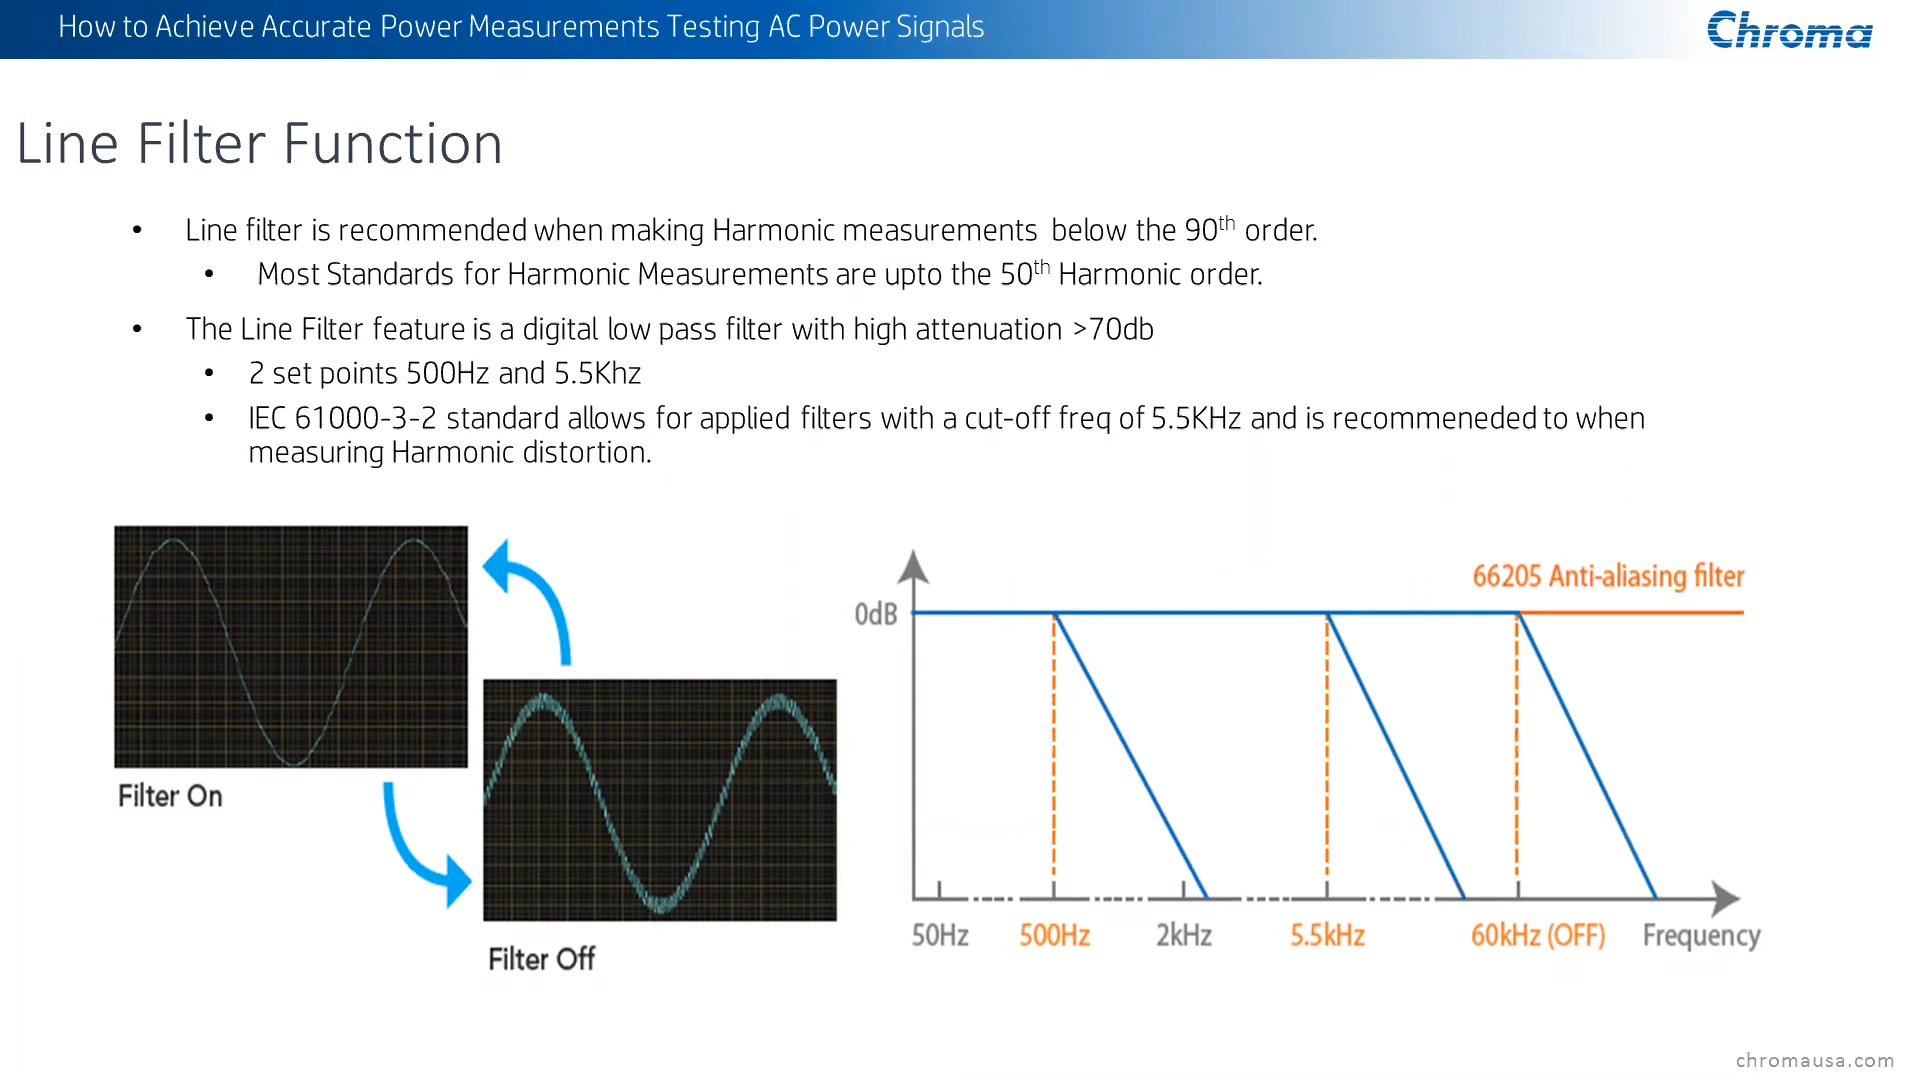 How to Achieve Accurate Power Measurements Testing AC Power Signals
Chroma
Line Filter Function
• Line filter is recommended when making Harmonic measurements below the 90th order.
• Most Standards for Harmonic Measurements are upto the 50th Harmonic order.
• The Line Filter feature is a digital low pass filter with high attenuation >70db
• 2 set points 500Hz and 5.5Khz
• IEC 61000-3-2 standard allows for applied filters with a cut-off freq of 5.5KHz and is recommeneded to when
measuring Harmonic distortion.
Filter On
Filter Off
66205 Anti-aliasing filter
0dB
50Hz 500Hz 2kHz 5.5kHz 60kHz (OFF) Frequency
chromausa.com